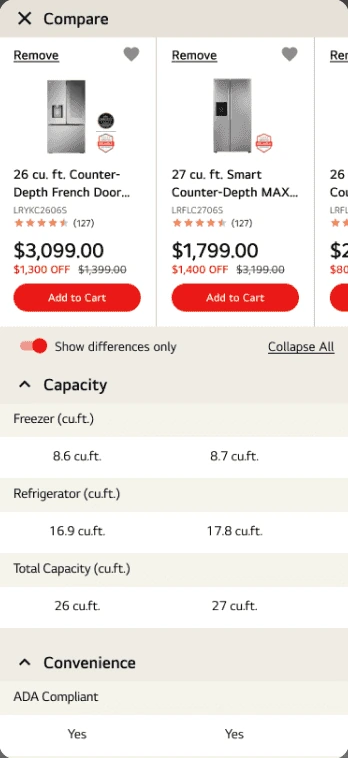 Compare
Remove
Remove
Rem
26 cu. ft. Counter-
Depth French Door...
LRYKC2606S
(127)
$3,099.00
$1,300 OFF $1,399.00
Add to Cart
27 cu. ft. Smart
Counter-Depth MAX...
LRFLC2706S
(127)
$1,799.00
$1,400 OFF $3,199.00
Add to Cart
26
Cou
LRFL
$2
$80
Show differences only
Collapse All
Capacity
Freezer (cu.ft.)
8.6 cu.ft.
8.7 cu.ft.
Refrigerator (cu.ft.)
16.9 cu.ft.
17.8 cu.ft.
Total Capacity (cu.ft.)
26 cu.ft.
27 cu.ft.
Convenience
ADA Compliant
Yes
Yes